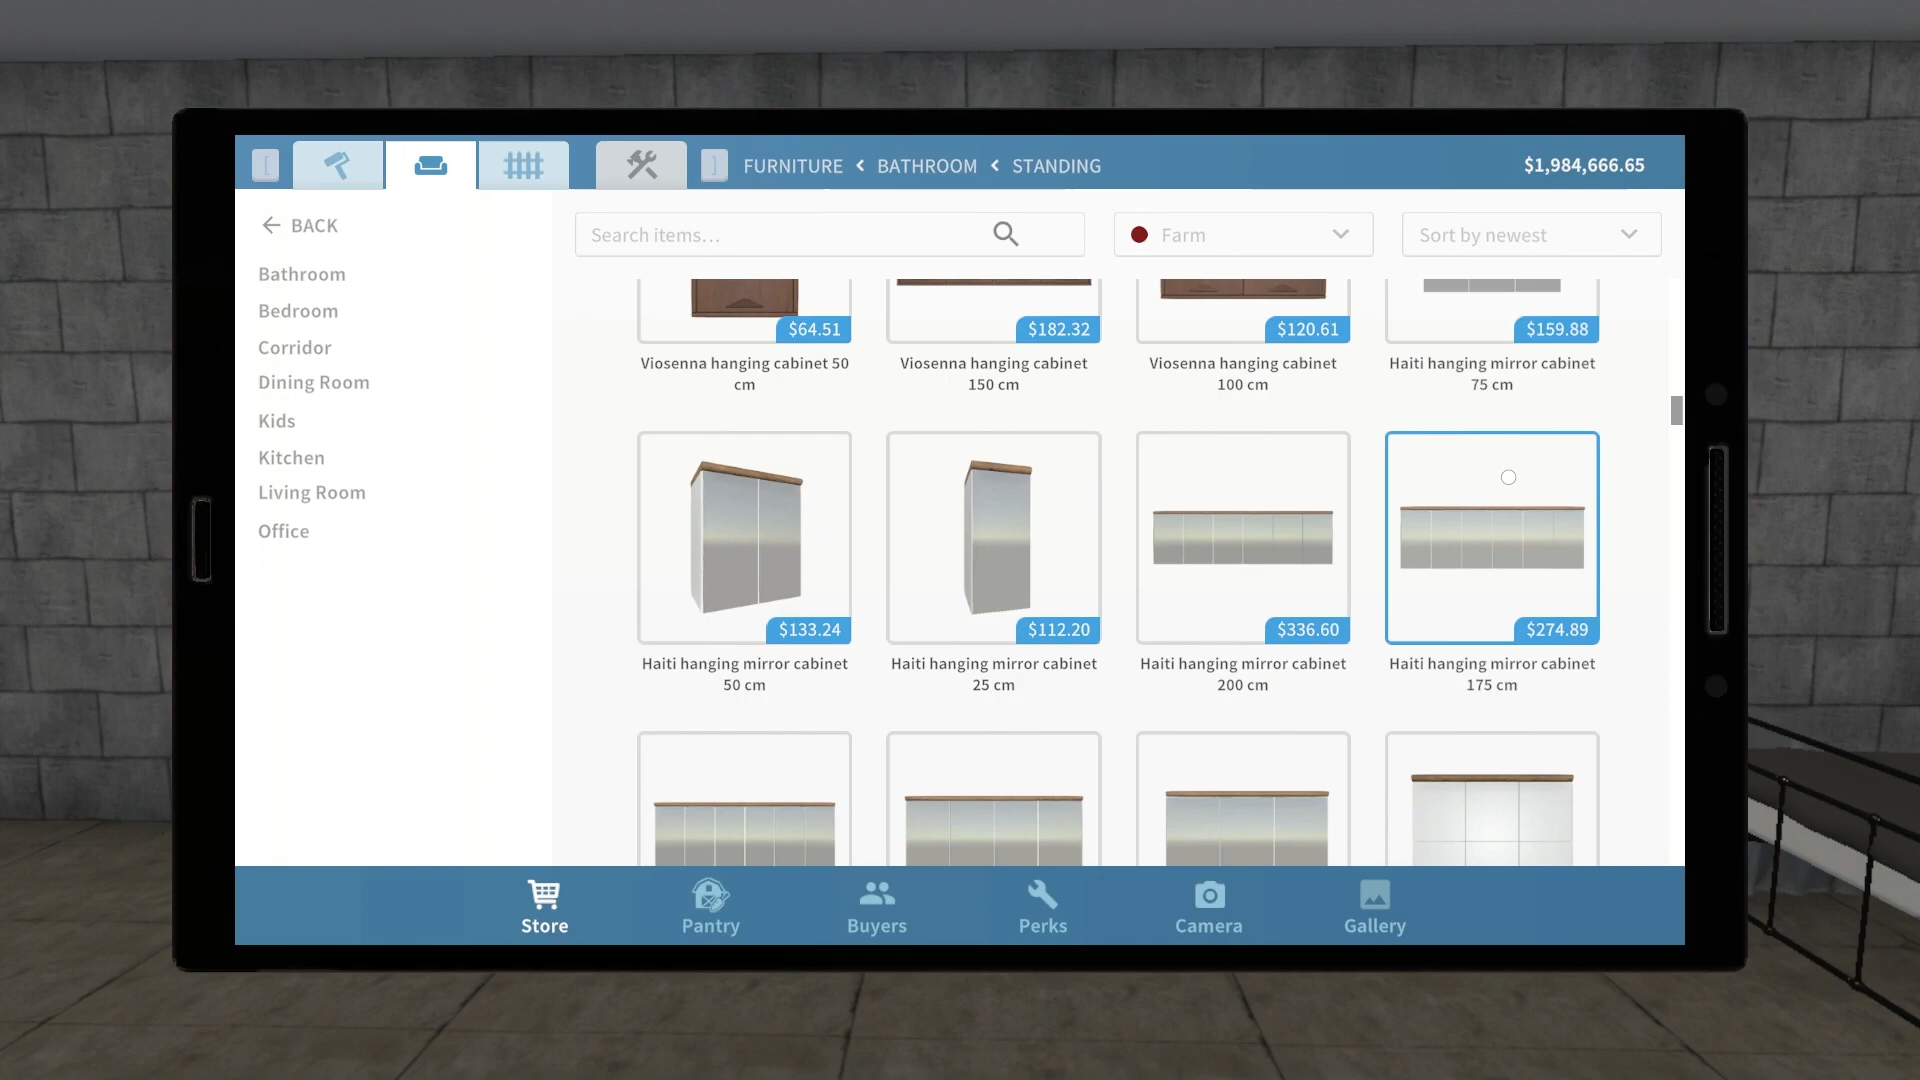 [
]
FURNITURE < BATHROOM < STANDING
$1,984,666.65
BACK
Bathroom
Bedroom
Corridor
Dining Room
Kids
Kitchen
Living Room
Office
Search items...
Farm
Sort by newest
$64.51
$182.32
$120.61
$159.88
Viosenna hanging cabinet 50
cm
Viosenna hanging cabinet
150 cm
Viosenna hanging cabinet
100 cm
Haiti hanging mirror cabinet
75 cm
$133.24
$112.20
$336.60
$274.89
Haiti hanging mirror cabinet
50 cm
Haiti hanging mirror cabinet
25 cm
Haiti hanging mirror cabinet
200 cm
Haiti hanging mirror cabinet
175 cm
Store
Pantry
Buyers
Perks
Camera
Gallery